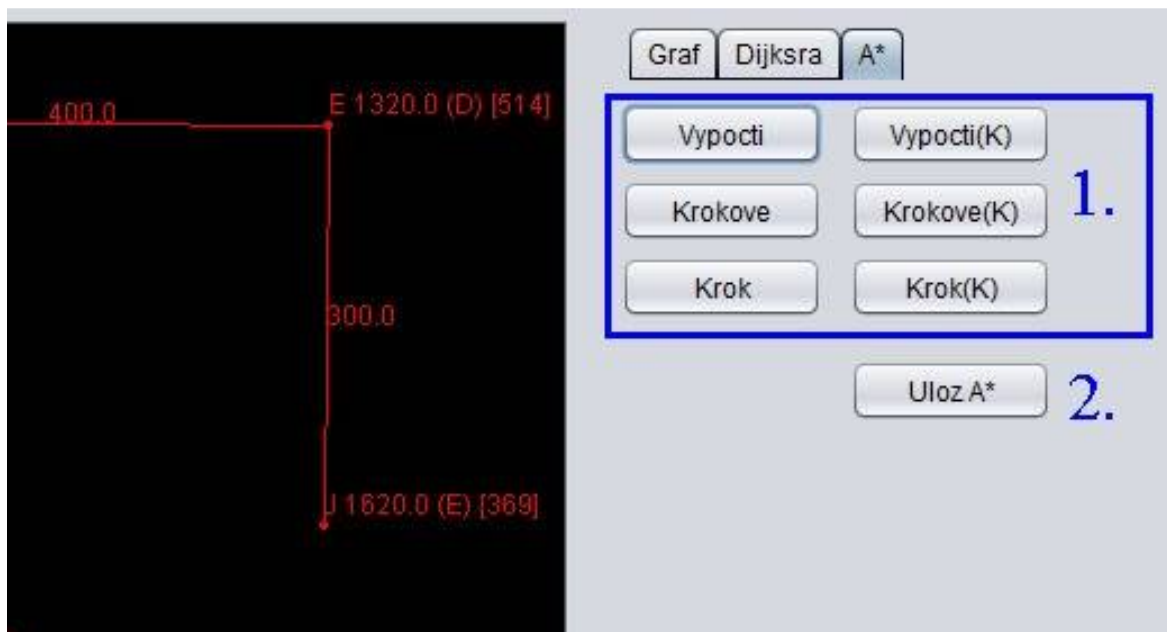 Graf Dijksra A*
400.0
E 1320.0 (D) [514]
Vypocti Vypocti(K)
1.
Krokove Krokove(K)
Krok Krok(K)
300.0
Uloz A*
2.
J 1620.0 (E) [369]